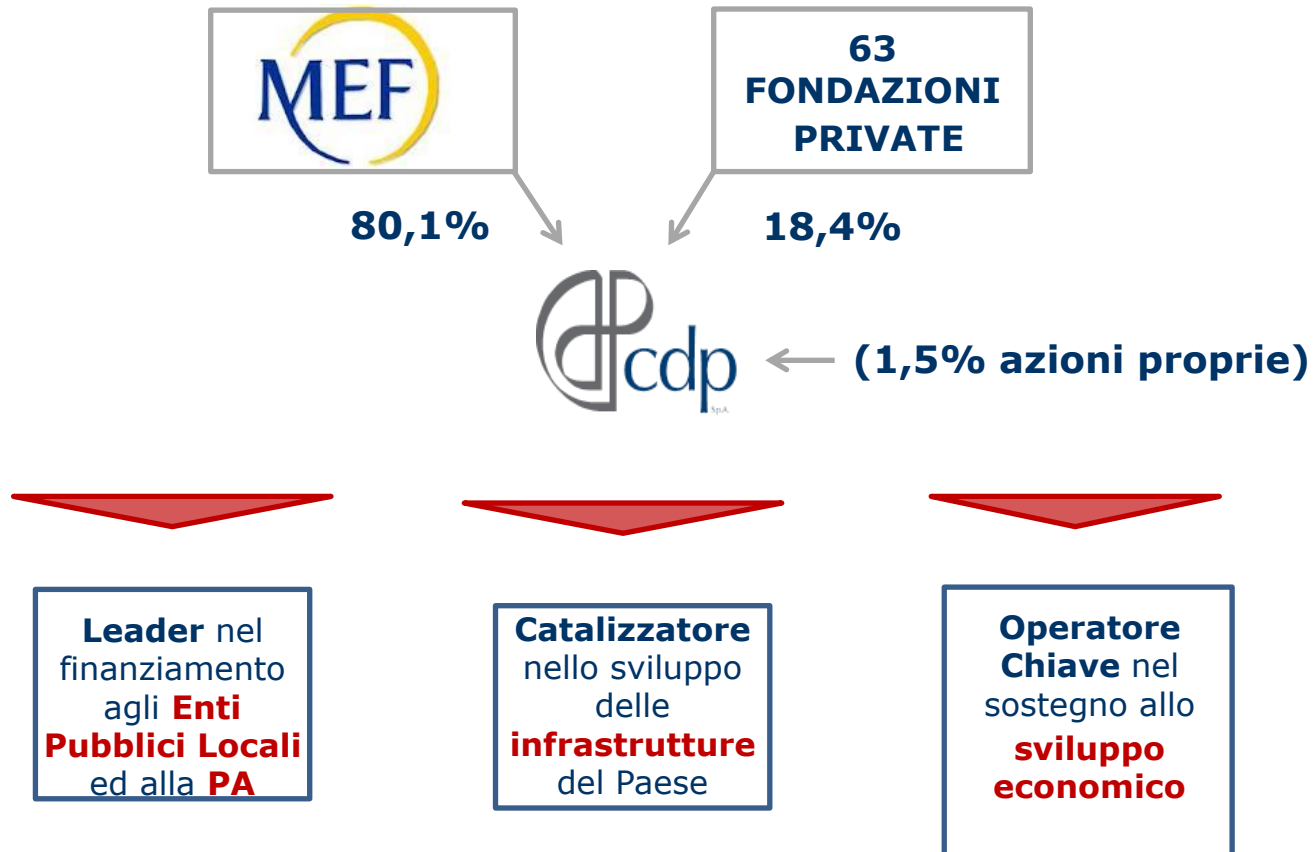 MEF
63
FONDAZIONI
PRIVATE
80,1%
18,4%
cdp
SpA
(1,5% azioni proprie)
Leader nel
finanziamento
agli Enti
Pubblici Locali
ed alla PA
Catalizzatore
nello sviluppo
delle
infrastrutture
del Paese
Operatore
Chiave nel
sostegno allo
sviluppo
economico